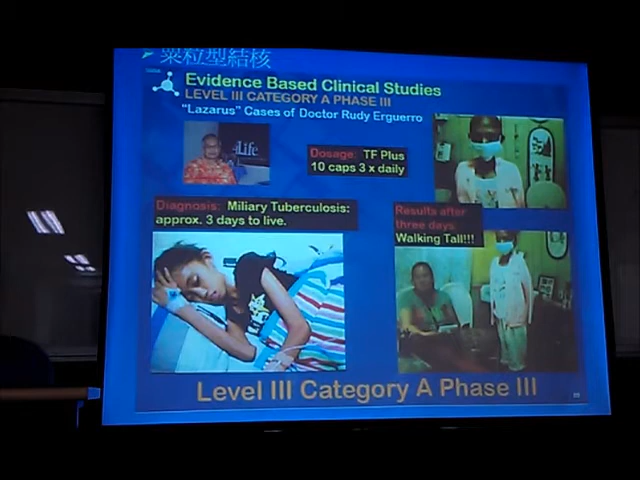 粟粒型結核
Evidence Based Clinical Studies
LEVEL III CATEGORY A PHASE III
"Lazarus" Cases of Doctor Rudy Erguerro
4Life
Dosage: TF Plus
10 caps 3 x daily
Diagnosis: Miliary Tuberculosis:
approx. 3 days to live.
Results after
three days
Walking Tall!!!
Level III Category A Phase III